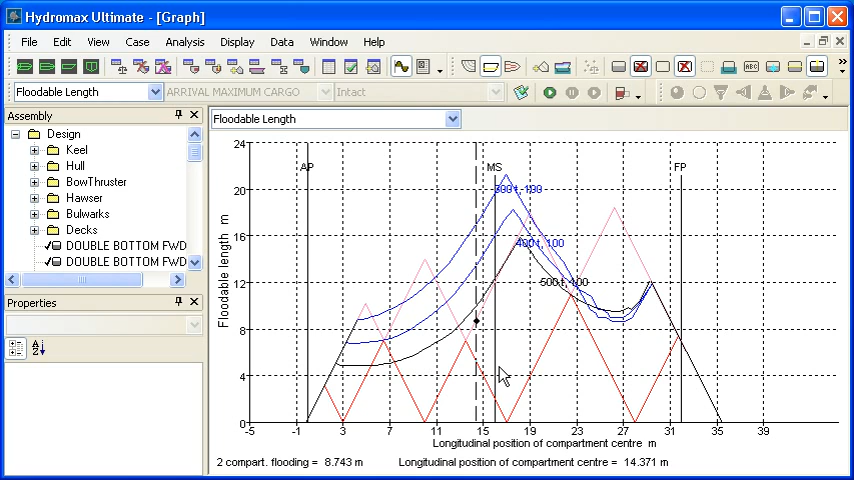 Hydromax Ultimate - [Graph]
File Edit View Case Analysis Display Data Window Help
Floodable Length ARRIVAL MAXIMUM CARGO Intact
Assembly
Design
Keel
Hull
BowThruster
Hawser
Bulwarks
Decks
DOUBLE BOTTOM FWD
DOUBLE BOTTOM FWD
Properties
Floodable Length
24
20
16
12
8
4
0
Floodable length m
AP
MS
FP
300 t, 100
400 t, 100
500 t, 100
-5 -1 3 7 11 15 19 23 27 31 35 39
Longitudinal position of compartment centre m
2 compart. flooding = 8.743 m Longitudinal position of compartment centre = 14.371 m